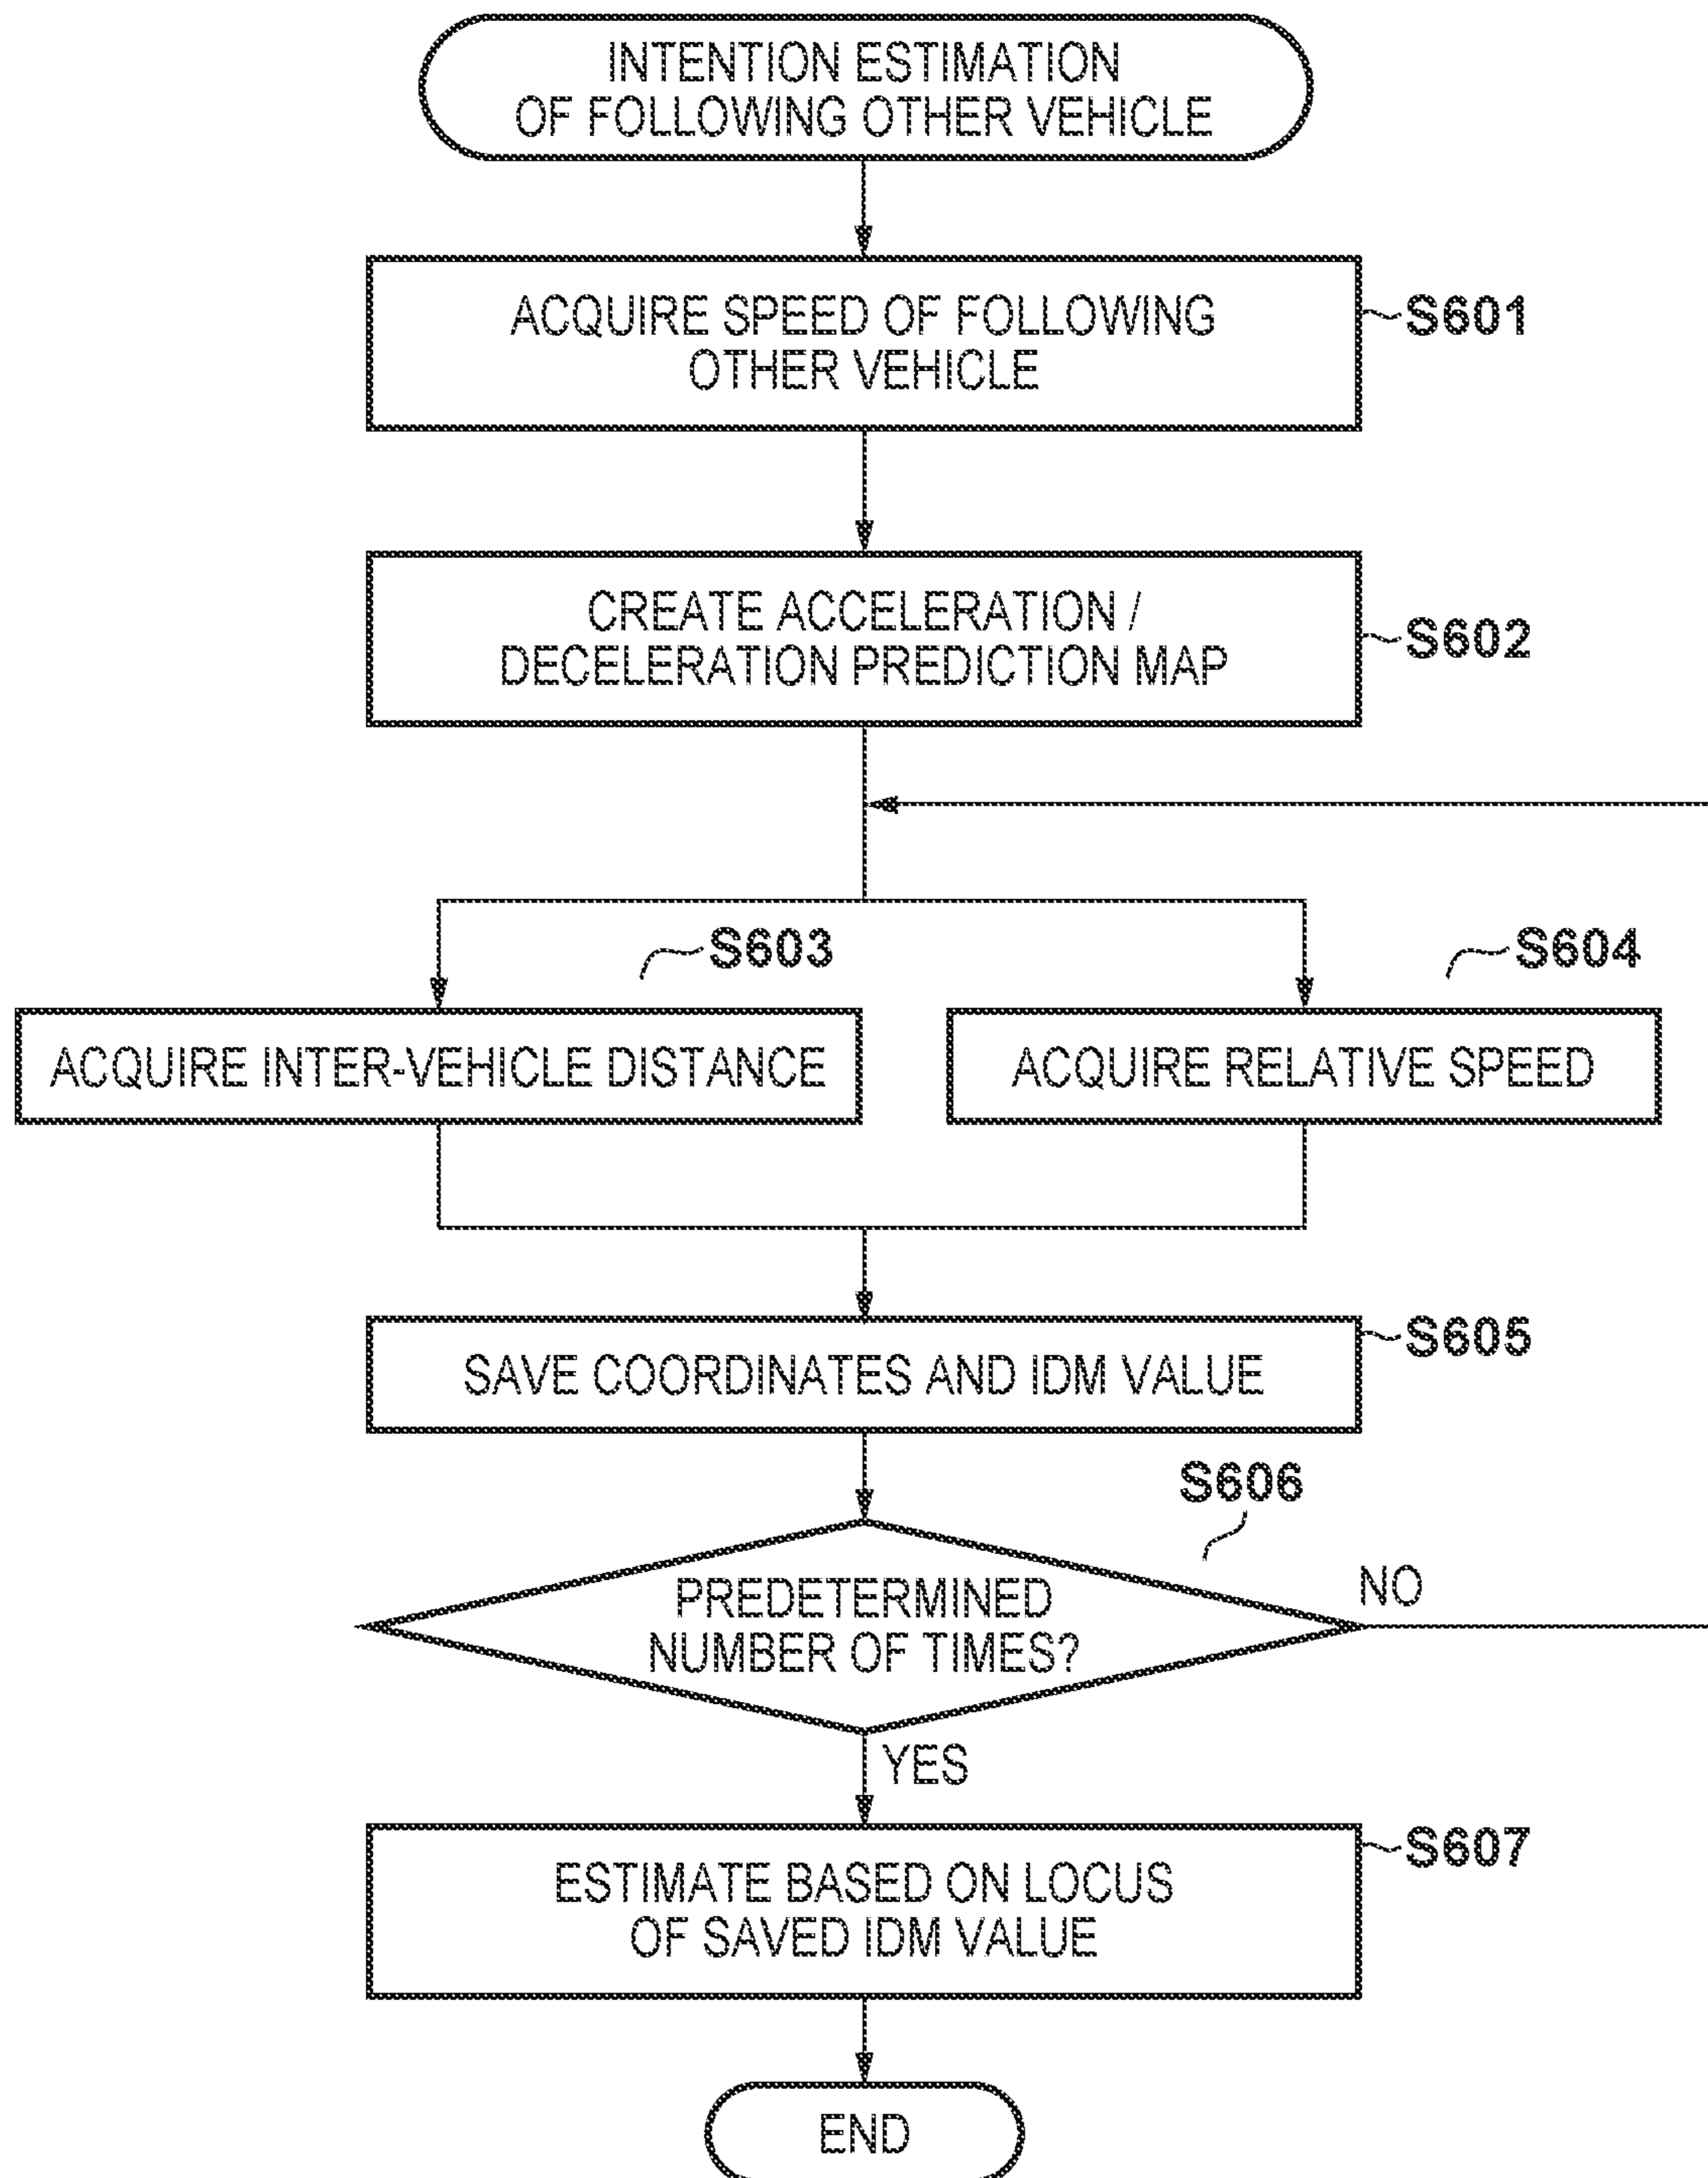 INTENTION ESTIMATION
OF FOLLOWING OTHER VEHICLE
ACQUIRE SPEED OF FOLLOWING
OTHER VEHICLE
S601
CREATE ACCELERATION /
DECELERATION PREDICTION MAP
S602
S603
S604
ACQUIRE INTER-VEHICLE DISTANCE
ACQUIRE RELATIVE SPEED
SAVE COORDINATES AND IDM VALUE
S605
S606
PREDETERMINED
NUMBER OF TIMES?
NO
YES
ESTIMATE BASED ON LOCUS
OF SAVED IDM VALUE
S607
END